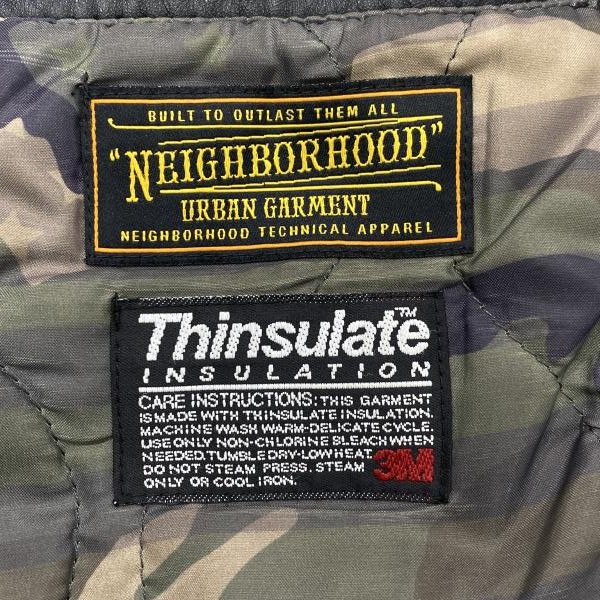 BUILT TO OUTLAST THEM ALL
"NEIGHBORHOOD"
URBAN GARMENT
NEIGHBORHOOD TECHNICAL APPAREL
Thinsulate™
INSULATION
CARE INSTRUCTIONS: THIS GARMENT
IS MADE WITH THINSULATE INSULATION.
MACHINE WASH WARM-DELICATE CYCLE.
USE ONLY NON-CHLORINE BLEACH WHEN
NEEDED. TUMBLE DRY-LOW HEAT
DO NOT STEAM PRESS. STEAM
ONLY OR COOL IRON.
3M